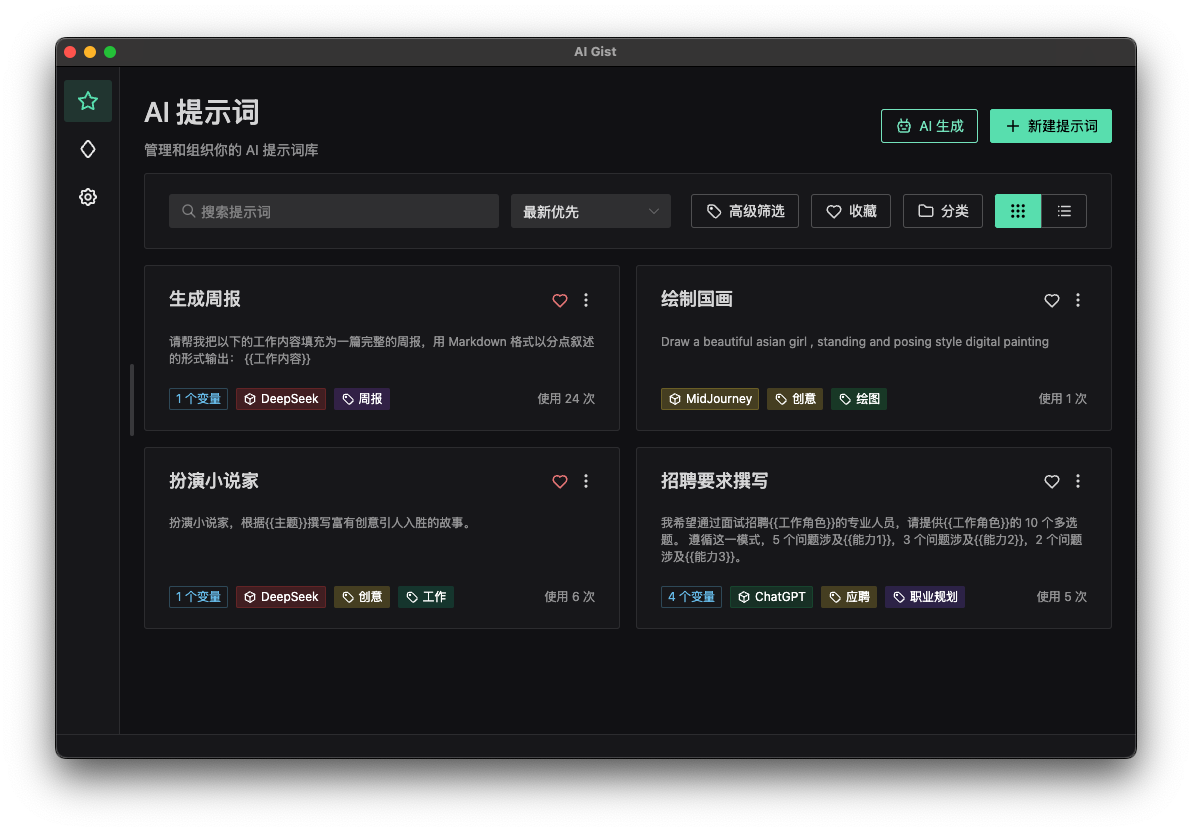 AI Gist
AI 提示词
管理和组织你的 AI 提示词库
AI 生成
新建提示词
搜索提示词
最新优先
高级筛选
收藏
分类
生成周报
请帮我把以下的工作内容填充为一篇完整的周报，用 Markdown 格式以分点叙述
的形式输出： {{工作内容}}
1 个变量
DeepSeek
周报
使用 24 次
绘制国画
Draw a beautiful asian girl , standing and posing style digital painting
MidJourney
创意
绘图
使用 1 次
扮演小说家
扮演小说家，根据{{主题}}撰写富有创意引人入胜的故事。
1 个变量
DeepSeek
创意
工作
使用 6 次
招聘要求撰写
我希望通过面试招聘{{工作角色}}的专业人员，请提供{{工作角色}}的 10 个多选
题。 遵循这一模式，5 个问题涉及{{能力1}}，3 个问题涉及{{能力2}}，2 个问题
涉及{{能力3}}。
4 个变量
ChatGPT
应聘
职业规划
使用 5 次